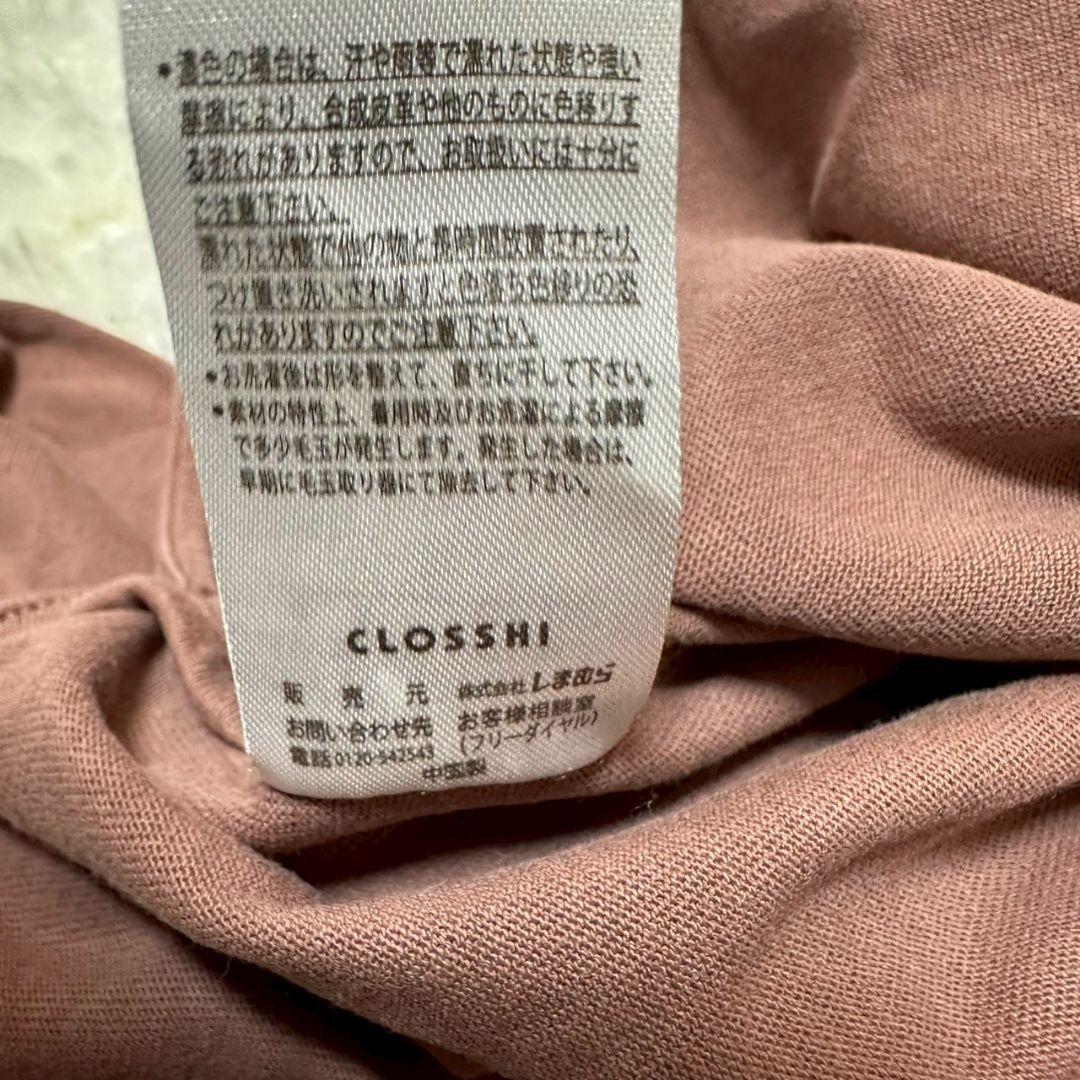 •濃色の場合は、汗や雨等で濡れた状態や強い
摩擦により、合成皮革や他のものに色移りす
る恐れがありますので、お取扱いには十分に
ご注意下さい。
濡れた状態で他の物と長時間放置されたり、
つけ置き洗いされますと色落ち色移りの恐
れがありますのでご注意下さい。
•お洗濯後は形を整えて、直ちに干して下さい。
•素材の特性上、着用時及びお洗濯による摩擦
で多少毛玉が発生します。発生した場合は、
早期に毛玉取り器にて除去して下さい。
CLOSSHI
販売元 株式会社しまむら
お問い合わせ先 お客様相談室
電話0120-542543 (フリーダイヤル)
中国製